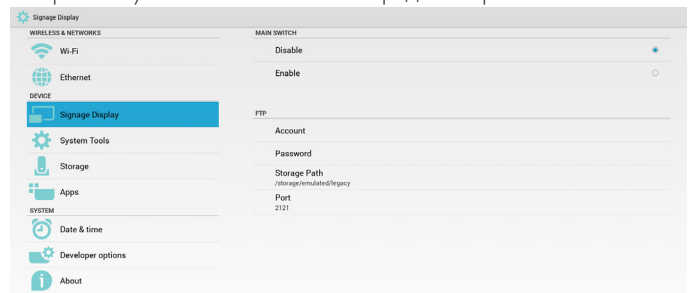 Signage Display
WIRELESS & NETWORKS
Wi-Fi
Ethernet
DEVICE
Signage Display
System Tools
Storage
Apps
SYSTEM
Date & time
Developer options
About
MAIN SWITCH
Disable
Enable
FTP
Account
Password
Storage Path
/storage/emulated/legacy
Port
2121